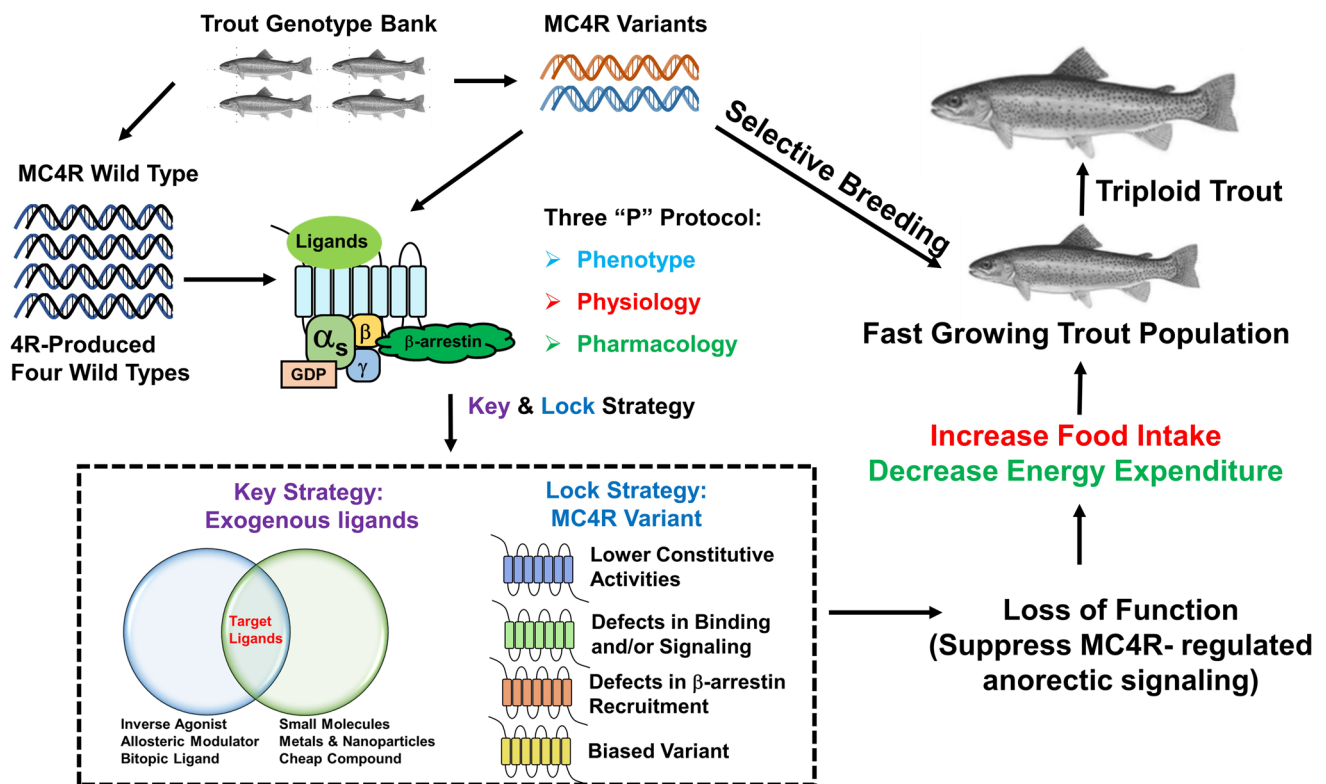 Trout Genotype Bank
MC4R Variants
MC4R Wild Type
4R-Produced
Four Wild Types
Ligands
αs
β
γ
GDP
β-arrestin
Three “P” Protocol:
➢ Phenotype
➢ Physiology
➢ Pharmacology
Selective Breeding
Triploid Trout
Fast Growing Trout Population
Increase Food Intake
Decrease Energy Expenditure
Key & Lock Strategy
Key Strategy:
Exogenous ligands
Target
Ligands
Inverse Agonist
Allosteric Modulator
Bitopic Ligand
Small Molecules
Metals & Nanoparticles
Cheap Compound
Lock Strategy:
MC4R Variant
Lower Constitutive
Activities
Defects in Binding
and/or Signaling
Defects in β-arrestin
Recruitment
Biased Variant
Loss of Function
(Suppress MC4R- regulated
anorectic signaling)